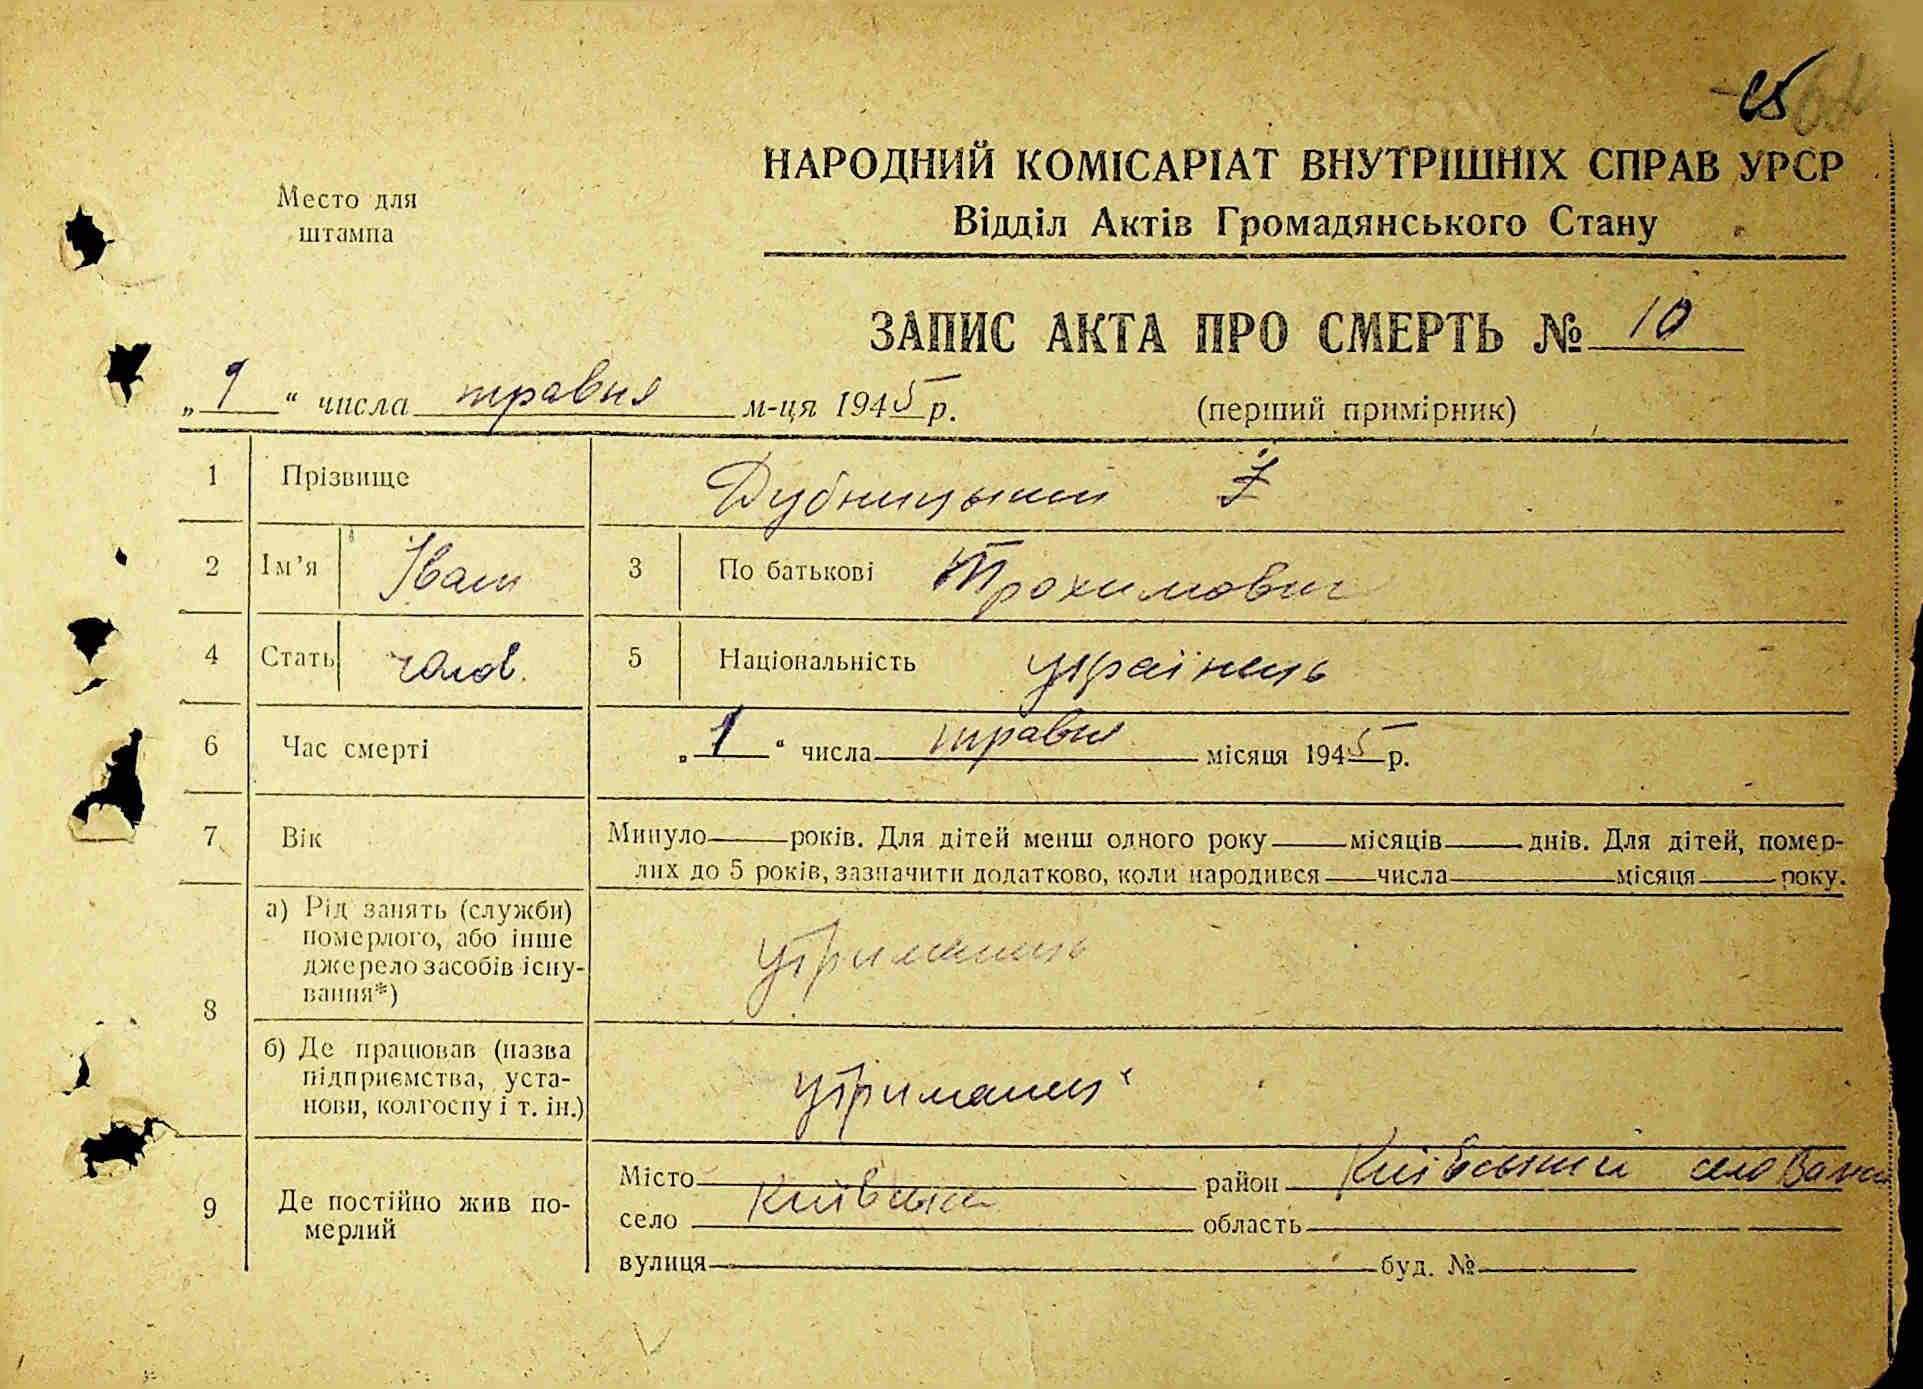 НАРОДНИЙ КОМІСАРІАТ ВНУТРІШНІХ СПРАВ УРСР
Место для штампа
Відділ Актів Громадянського Стану
ЗАПИС АКТА ПРО СМЕРТЬ № 10
„ 9 “ числа травня м-ця 1945 р. (перший примірник)
1 Прізвище Дубницький
2 Ім’я Іван 3 По батькові Трохимович
4 Стать чолов. 5 Національність українець
6 Час смерті „ 1 “ числа травня місяця 1945 р.
7 Вік Минуло років. Для дітей менш одного року місяців днів. Для дітей, помер-
лих до 5 років, зазначити додатково, коли народився числа місяця року.
8 а) Рід занять (служби)
померлого, або інше
джерело засобів існу-
вання*) утриманець
б) Де працював (назва
підприємства, уста-
нови, колгоспу і т. ін.) утриманец
9 Де постійно жив по-
мерлий
Місто район Київський село
село Київська область
вулиця буд. №